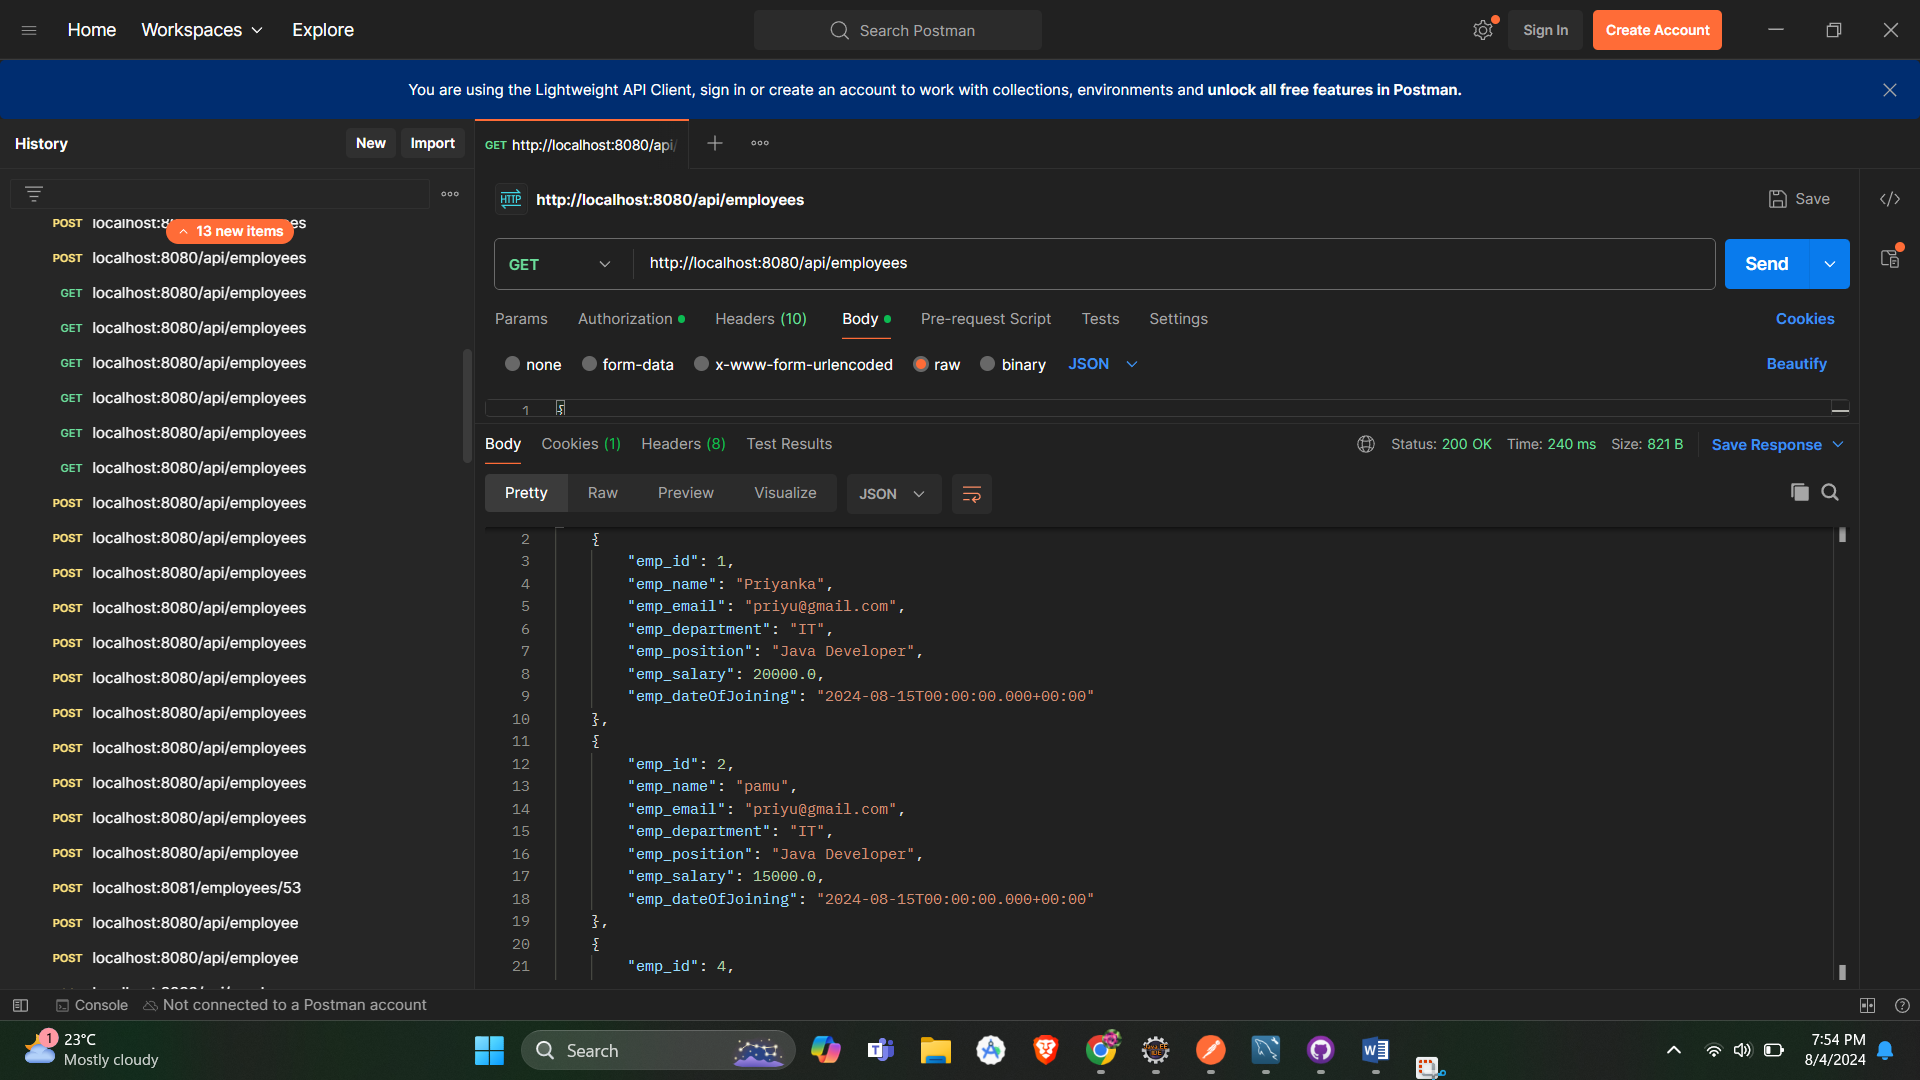 Home Workspaces Explore Search Postman Sign In Create Account
You are using the Lightweight API Client, sign in or create an account to work with collections, environments and unlock all free features in Postman.
History New Import
POST localhost:8 es
13 new items
POST localhost:8080/api/employees
GET localhost:8080/api/employees
GET localhost:8080/api/employees
GET localhost:8080/api/employees
GET localhost:8080/api/employees
GET localhost:8080/api/employees
GET localhost:8080/api/employees
POST localhost:8080/api/employees
POST localhost:8080/api/employees
POST localhost:8080/api/employees
POST localhost:8080/api/employees
POST localhost:8080/api/employees
POST localhost:8080/api/employees
POST localhost:8080/api/employees
POST localhost:8080/api/employees
POST localhost:8080/api/employees
POST localhost:8080/api/employees
POST localhost:8080/api/employee
POST localhost:8081/employees/53
POST localhost:8080/api/employee
POST localhost:8080/api/employee
GET http://localhost:8080/api/
HTTP http://localhost:8080/api/employees Save
GET http://localhost:8080/api/employees Send
Params Authorization Headers (10) Body Pre-request Script Tests Settings Cookies
none form-data x-www-form-urlencoded raw binary JSON Beautify
1 {
Body Cookies (1) Headers (8) Test Results Status: 200 OK Time: 240 ms Size: 821 B Save Response
Pretty Raw Preview Visualize JSON
2 {
3 "emp_id": 1,
4 "emp_name": "Priyanka",
5 "emp_email": "priyu@gmail.com",
6 "emp_department": "IT",
7 "emp_position": "Java Developer",
8 "emp_salary": 20000.0,
9 "emp_dateOfJoining": "2024-08-15T00:00:00.000+00:00"
10 },
11 {
12 "emp_id": 2,
13 "emp_name": "pamu",
14 "emp_email": "priyu@gmail.com",
15 "emp_department": "IT",
16 "emp_position": "Java Developer",
17 "emp_salary": 15000.0,
18 "emp_dateOfJoining": "2024-08-15T00:00:00.000+00:00"
19 },
20 {
21 "emp_id": 4,
Console Not connected to a Postman account
1 23°C
Mostly cloudy
Search
7:54 PM
8/4/2024